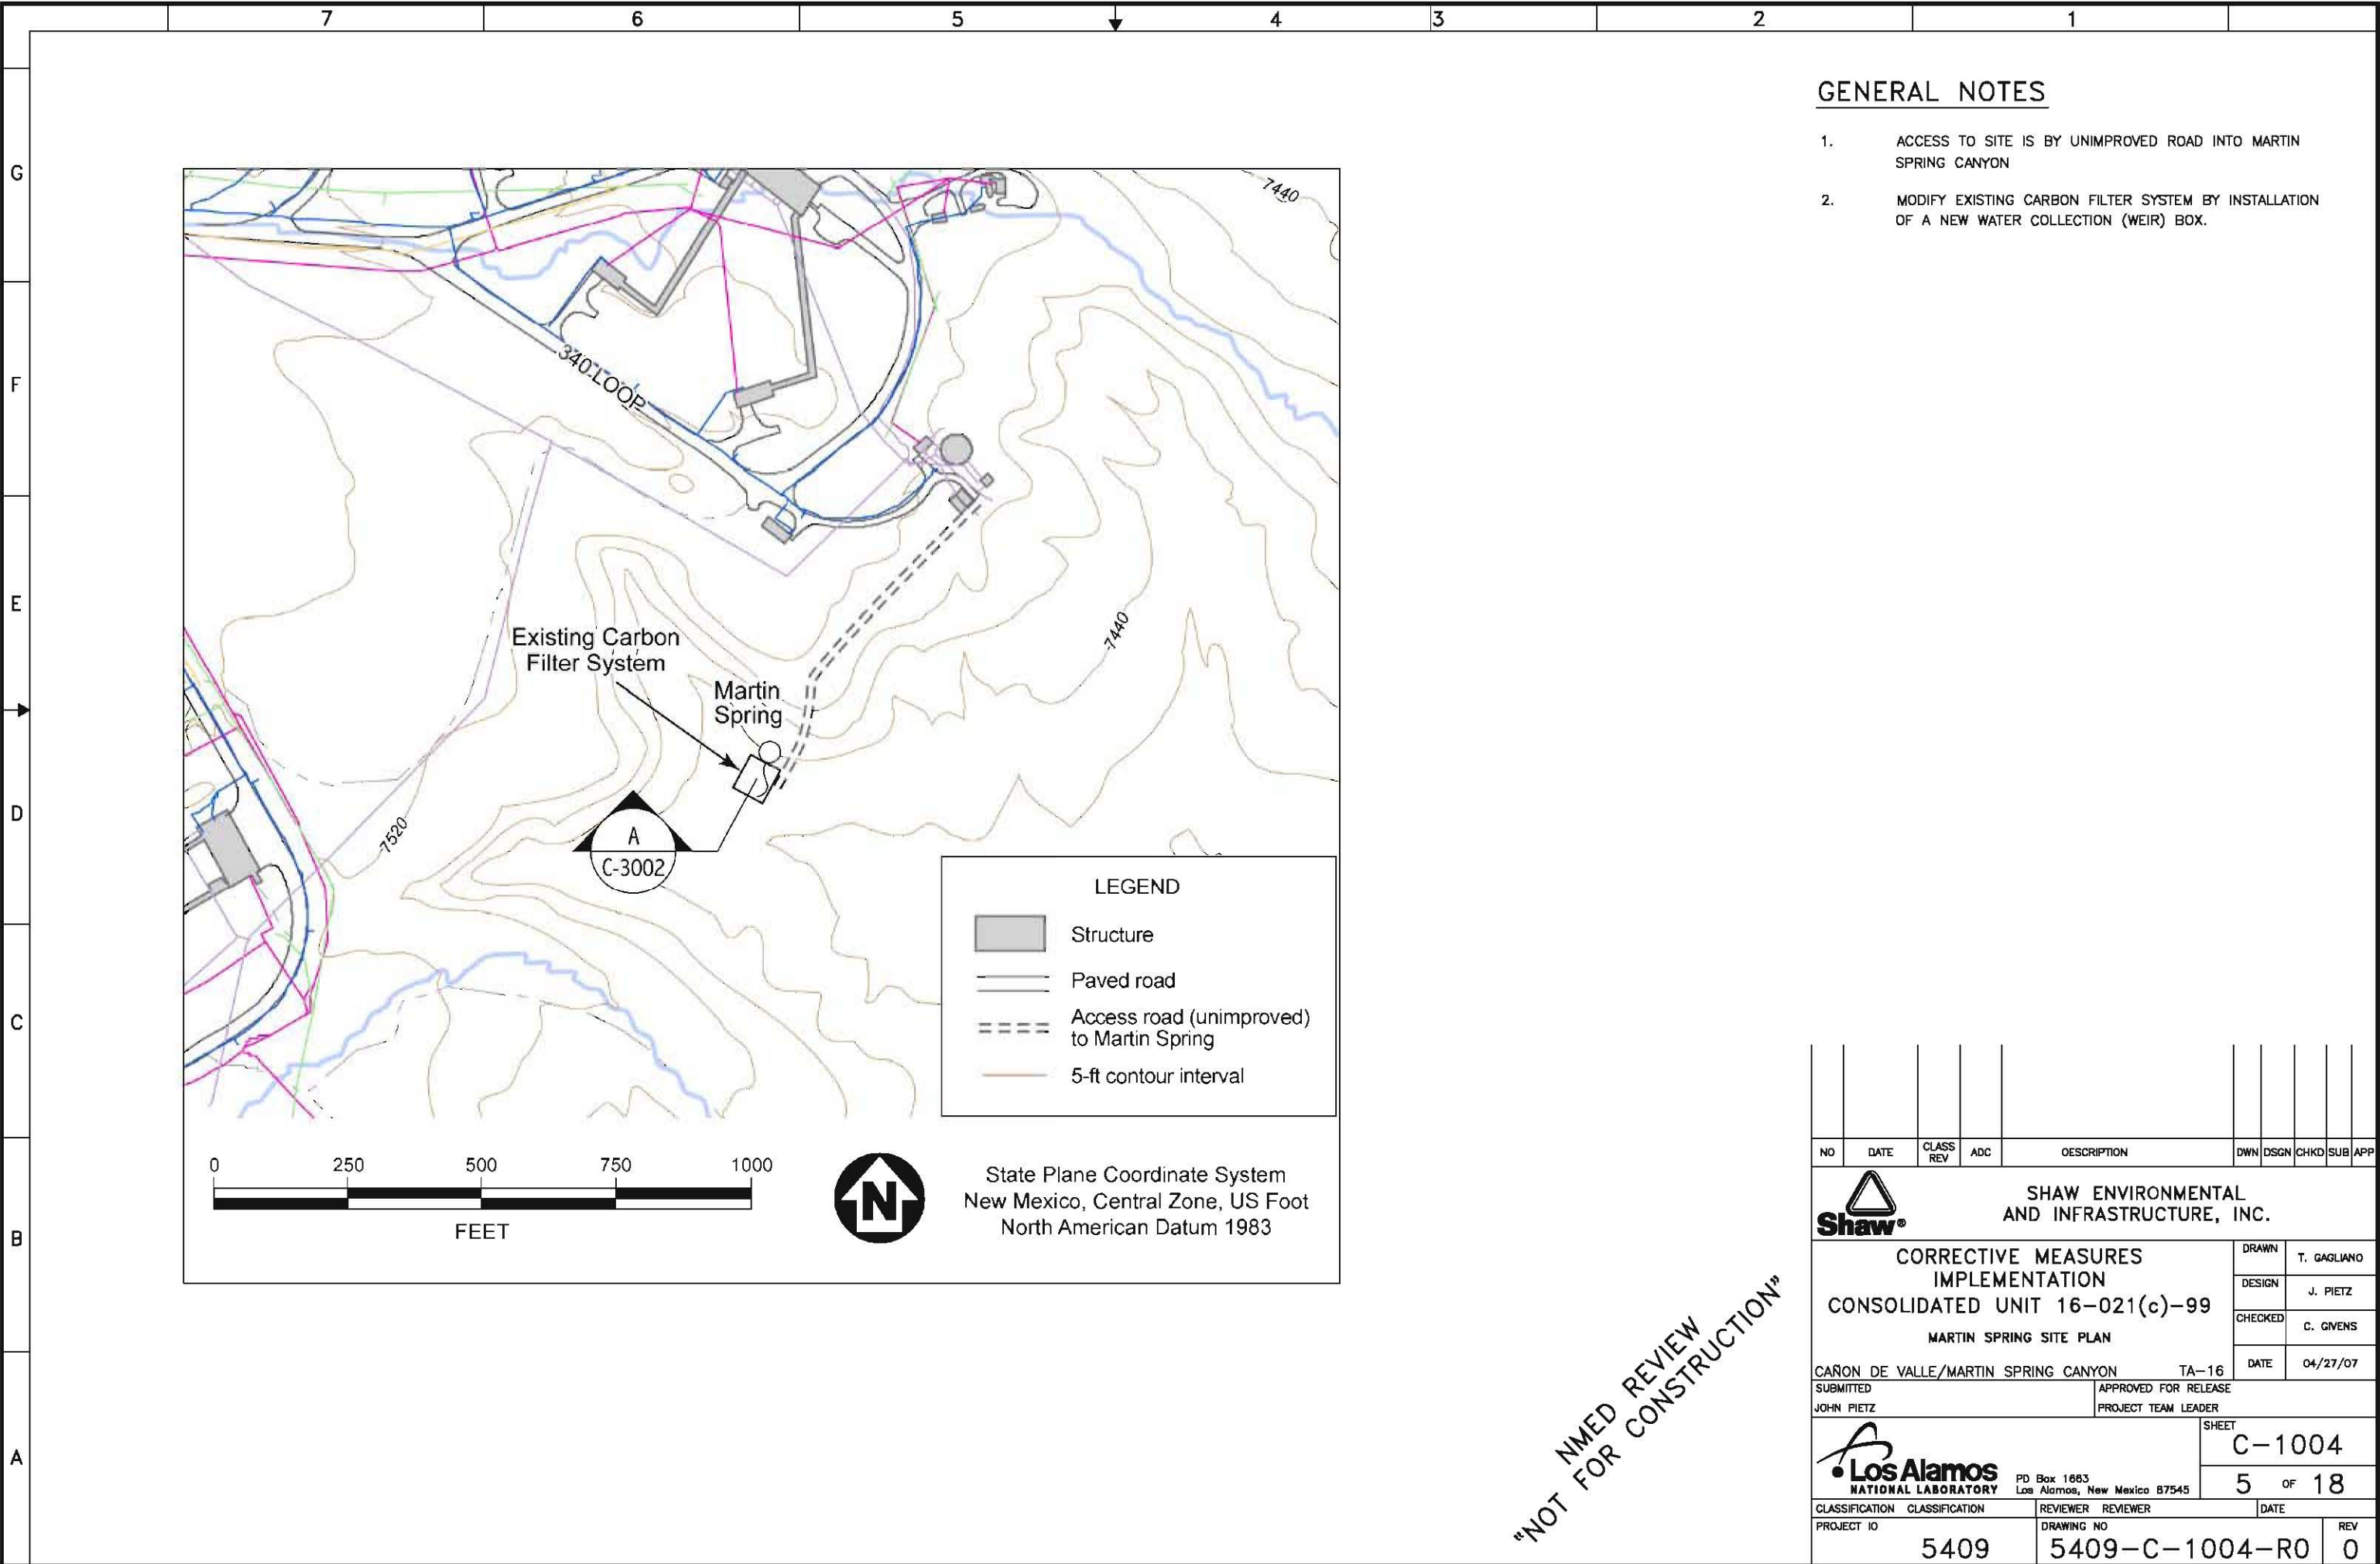 7 6 5 4 3 2 1
G
F
E
D
C
B
A
GENERAL NOTES
1. ACCESS TO SITE IS BY UNIMPROVED ROAD INTO MARTIN
SPRING CANYON
2. MODIFY EXISTING CARBON FILTER SYSTEM BY INSTALLATION
OF A NEW WATER COLLECTION (WEIR) BOX.
7440
340 LOOP
7440
Existing Carbon
Filter System
Martin
Spring
7520
A
C-3002
LEGEND
Structure
Paved road
Access road (unimproved)
to Martin Spring
5-ft contour interval
0 250 500 750 1000
FEET
N
State Plane Coordinate System
New Mexico, Central Zone, US Foot
North American Datum 1983
NMED REVIEW
"NOT FOR CONSTRUCTION"
NO DATE CLASS REV ADC DESCRIPTION DWN DSGN CHKD SUB APP
Shaw®
SHAW ENVIRONMENTAL
AND INFRASTRUCTURE, INC.
CORRECTIVE MEASURES
IMPLEMENTATION
CONSOLIDATED UNIT 16-021(c)-99
MARTIN SPRING SITE PLAN
CAÑON DE VALLE/MARTIN SPRING CANYON TA-16
DRAWN T. GAGLIANO
DESIGN J. PIETZ
CHECKED C. GIVENS
DATE 04/27/07
SUBMITTED
JOHN PIETZ
APPROVED FOR RELEASE
PROJECT TEAM LEADER
Los Alamos
NATIONAL LABORATORY
PO Box 1663
Los Alamos, New Mexico 87545
SHEET
C-1004
5 OF 18
CLASSIFICATION CLASSIFICATION REVIEWER REVIEWER DATE
PROJECT ID
5409
DRAWING NO
5409-C-1004-R0
REV
0